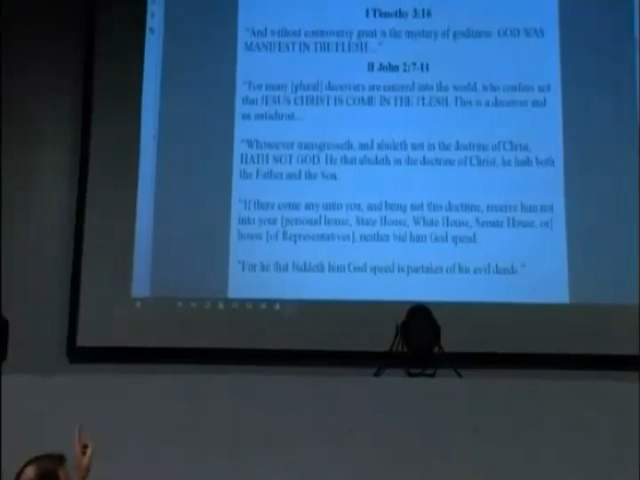 I Timothy 3:16
"And without controversy great is the mystery of godliness: GOD WAS
MANIFEST IN THE FLESH..."
II John 2:7-11
"For many [plural] deceivers are entered into the world, who confess not
that JESUS CHRIST IS COME IN THE FLESH. This is a deceiver and
an antichrist...
"Whosoever transgresseth, and abideth not in the doctrine of Christ,
HATH NOT GOD. He that abideth in the doctrine of Christ, he hath both
the Father and the Son.
"If there come any unto you, and bring not this doctrine, receive him not
into your [personal house, State House, White House, Senate House, or]
house [of Representatives], neither bid him God speed.
"For he that biddeth him God speed is partaker of his evil deeds."